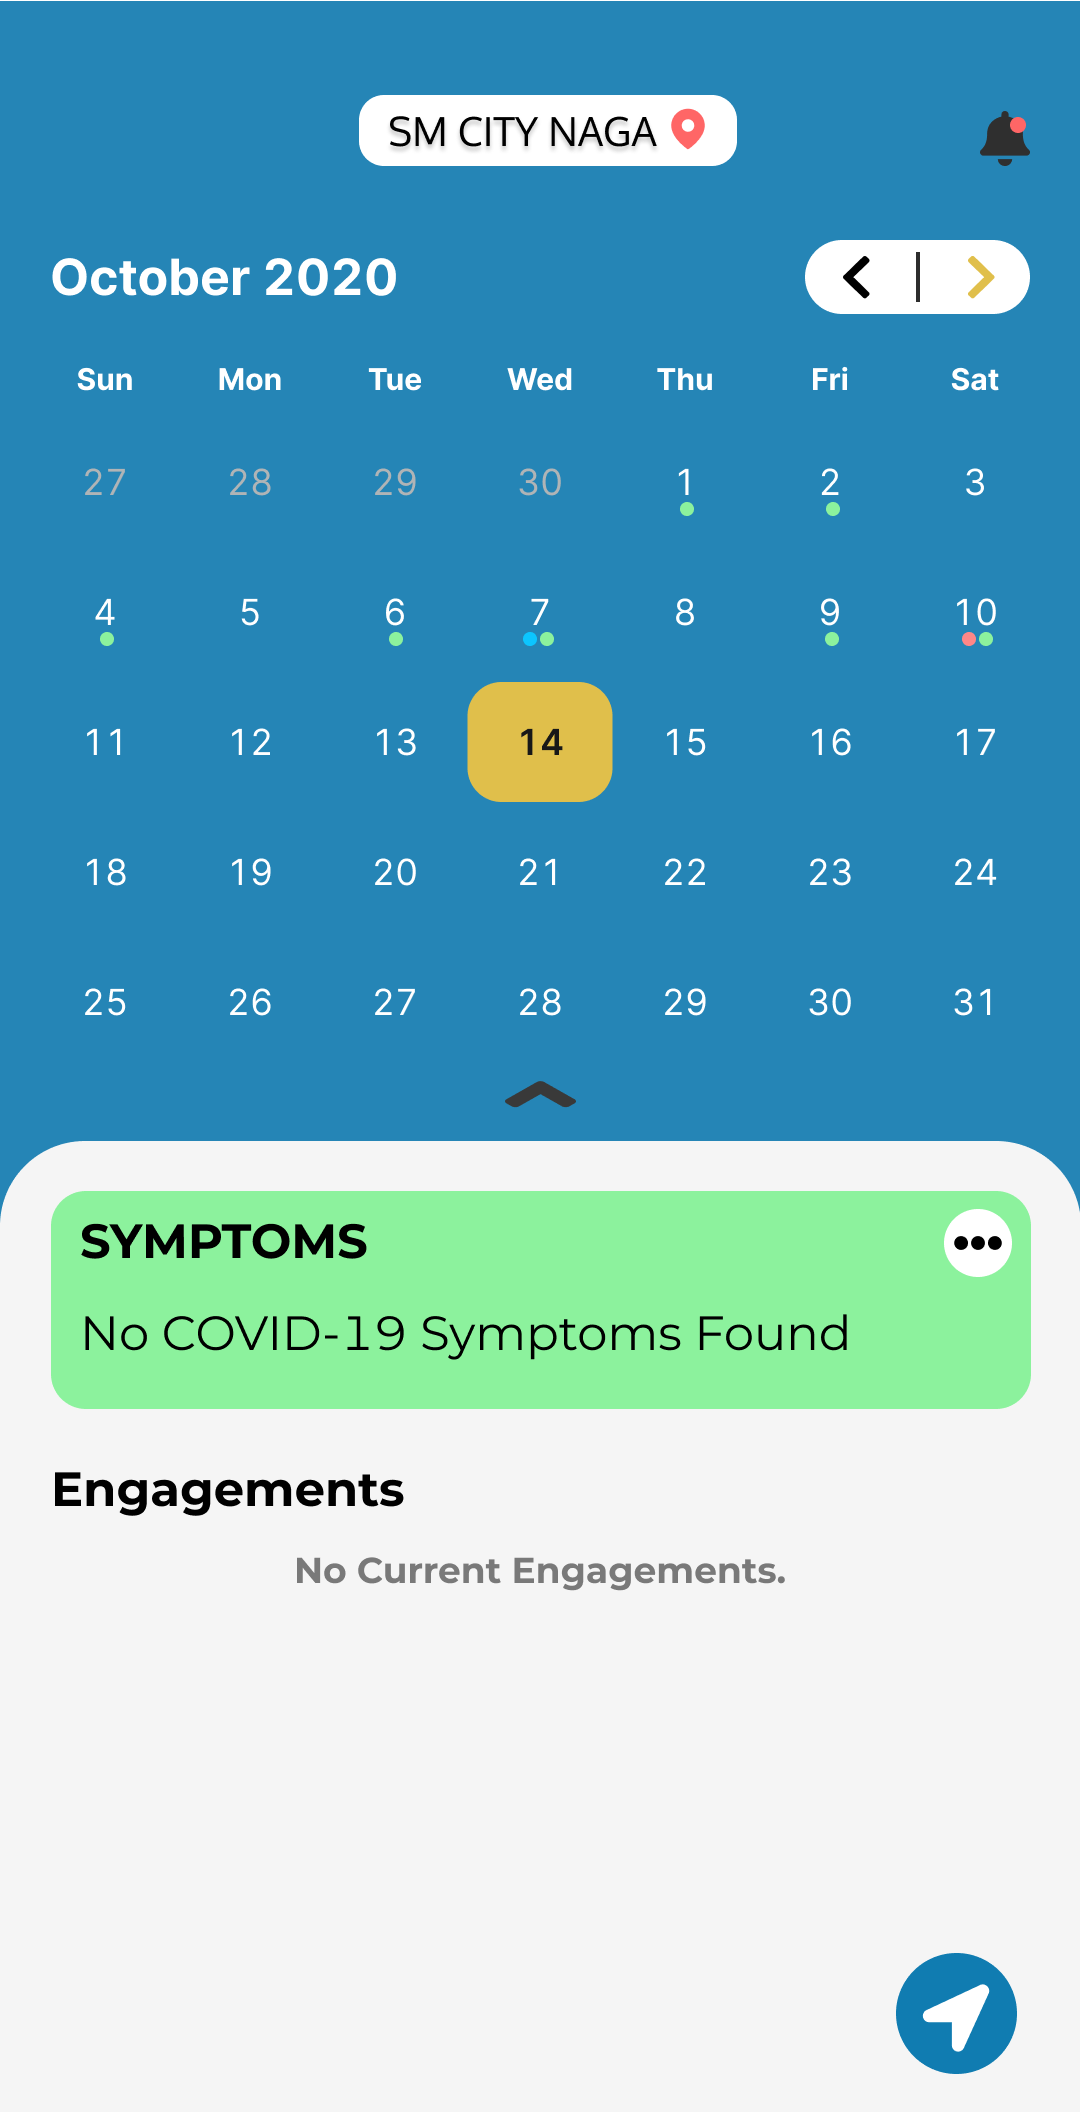 SM CITY NAGA
October 2020
Sun Mon Tue Wed Thu Fri Sat
27 28 29 30 1 2 3
4 5 6 7 8 9 10
11 12 13 14 15 16 17
18 19 20 21 22 23 24
25 26 27 28 29 30 31
SYMPTOMS
No COVID-19 Symptoms Found
Engagements
No Current Engagements.